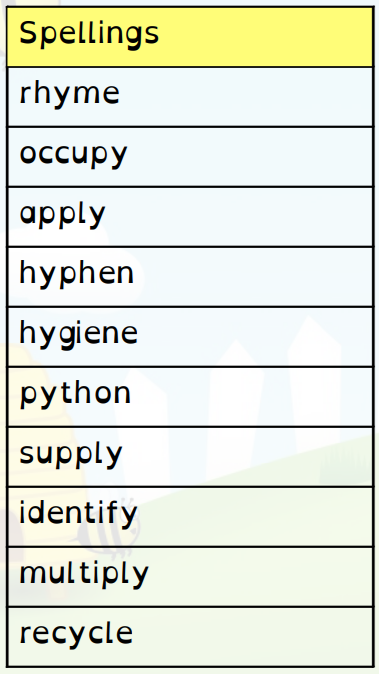 Spellings
rhyme
occupy
apply
hyphen
hygiene
python
supply
identify
multiply
recycle